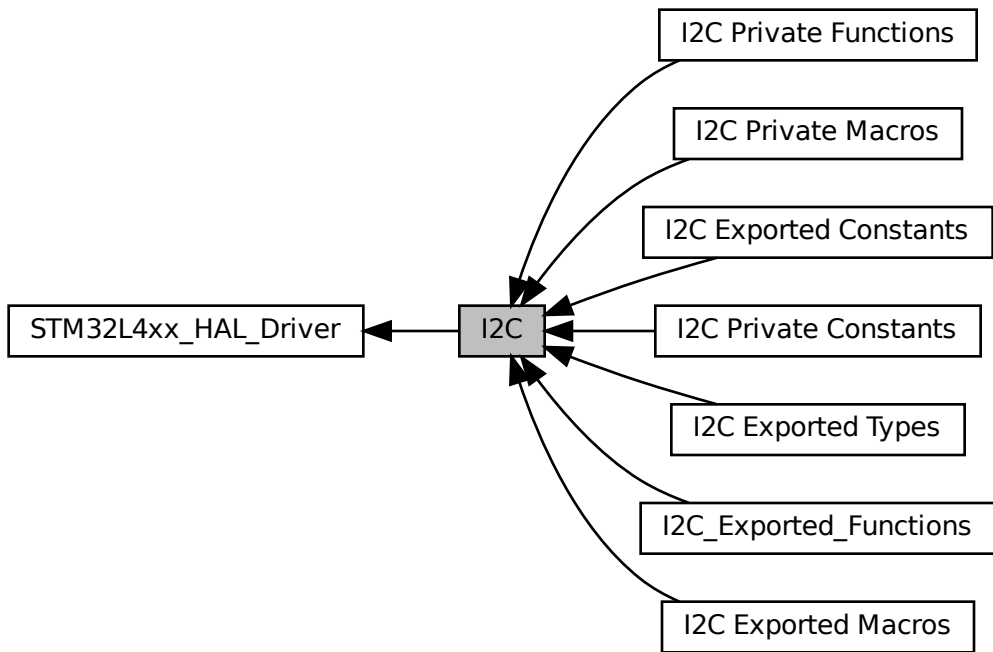 I2C Private Functions
I2C Private Macros
I2C Exported Constants
STM32L4xx_HAL_Driver
I2C
I2C Private Constants
I2C Exported Types
I2C_Exported_Functions
I2C Exported Macros